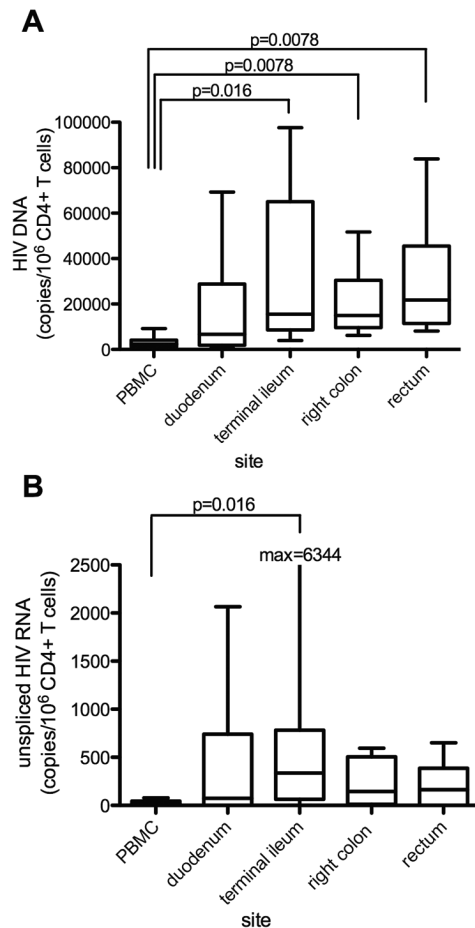 A
p=0.0078
p=0.0078
p=0.016
HIV DNA
(copies/10⁶ CD4+ T cells)
100000
80000
60000
40000
20000
0
PBMC
duodenum
terminal ileum
right colon
rectum
site
B
p=0.016
max=6344
unspliced HIV RNA
(copies/10⁶ CD4+ T cells)
2500
2000
1500
1000
500
0
PBMC
duodenum
terminal ileum
right colon
rectum
site